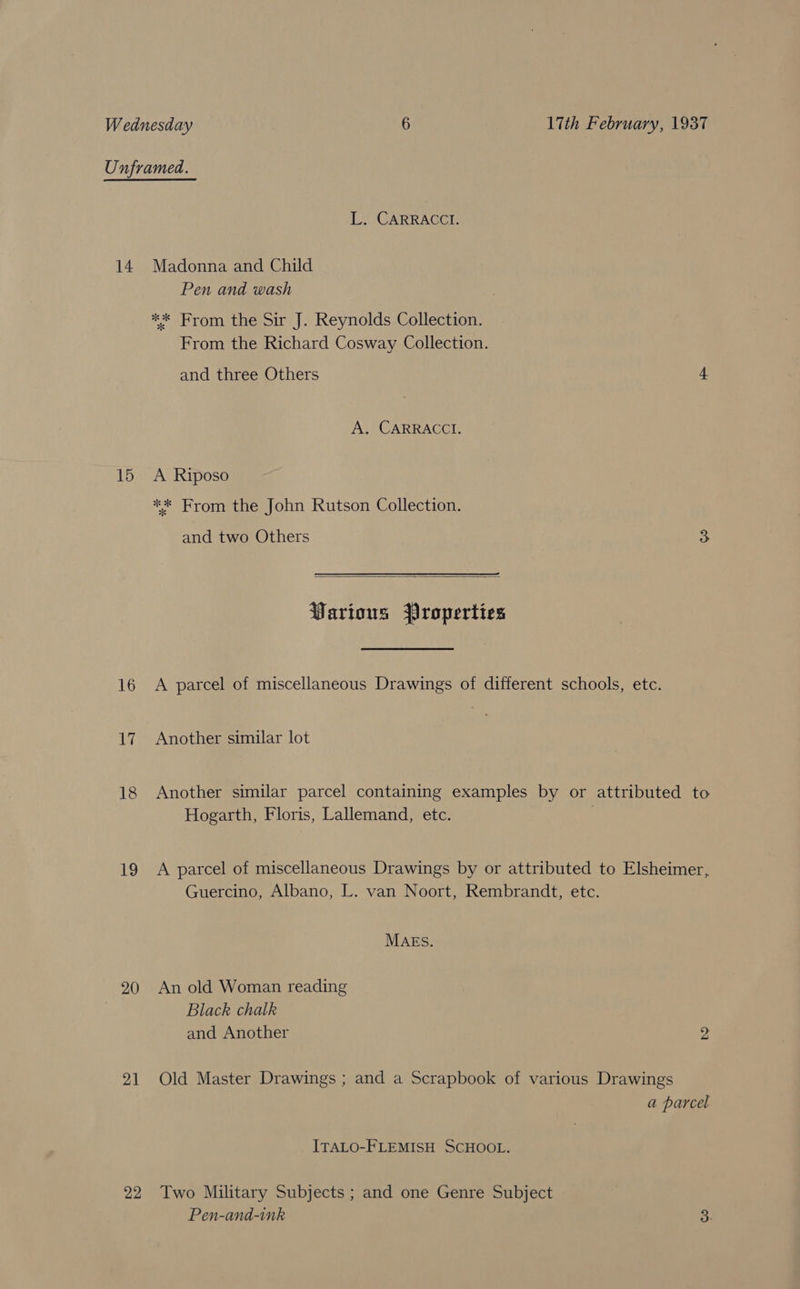 Wednesday 6 17th February, 1937
Unframed.
L. CARRACCI.
14 Madonna and Child
Pen and wash
*** From the Sir J. Reynolds Collection.
From the Richard Cosway Collection.
and three Others 4
A. CARRACCI.
15 A Riposo
*** From the John Rutson Collection.
and two Others 3
Various Properties
16 A parcel of miscellaneous Drawings of different schools, etc.
17 Another similar lot
18 Another similar parcel containing examples by or attributed to
Hogarth, Floris, Lallemand, etc.
19 A parcel of miscellaneous Drawings by or attributed to Elsheimer,
Guercino, Albano, L. van Noort, Rembrandt, etc.
MAES.
20 An old Woman reading
Black chalk
and Another 2
21 Old Master Drawings ; and a Scrapbook of various Drawings
a parcel
ITALO-FLEMISH SCHOOL.
22 Two Military Subjects ; and one Genre Subject
Pen-and-ink 3.